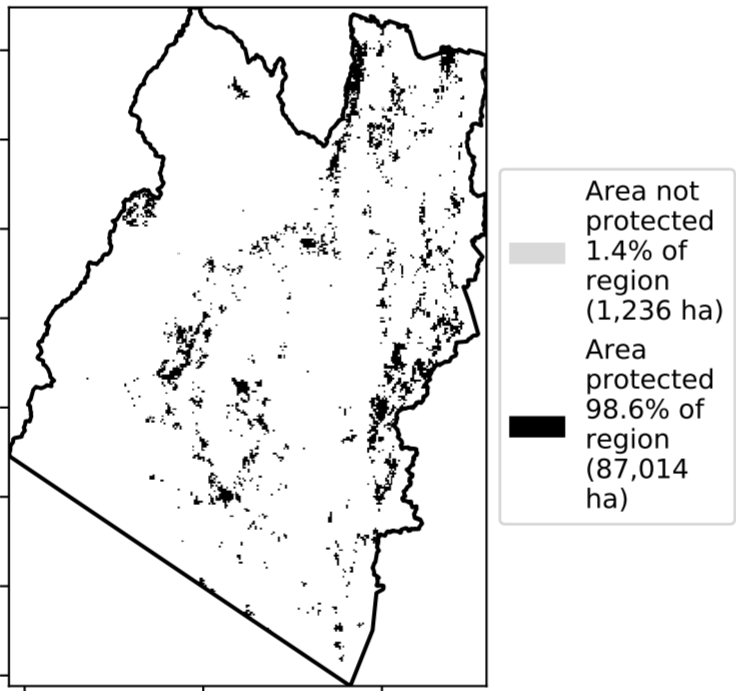 Area not
protected
1.4% of
region
(1,236 ha)
Area
protected
98.6% of
region
(87,014
ha)